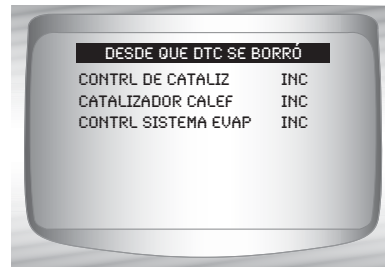 DESDE QUE DTC SE BORRÓ
CONTRL DE CATALIZ INC
CATALIZADOR CALEF INC
CONTRL SISTEMA EVAP INC